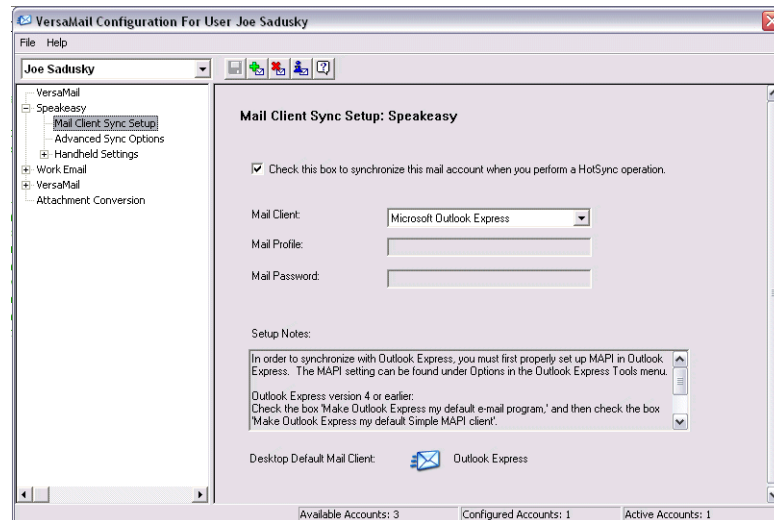 VersaMail Configuration For User Joe Sadusky
File Help
Joe Sadusky
VersaMail
Speakeasy
Mail Client Sync Setup
Advanced Sync Options
Handheld Settings
Work Email
VersaMail
Attachment Conversion
Mail Client Sync Setup: Speakeasy
Check this box to synchronize this mail account when you perform a HotSync operation.
Mail Client:
Microsoft Outlook Express
Mail Profile:
Mail Password:
Setup Notes:
In order to synchronize with Outlook Express, you must first properly set up MAPI in Outlook
Express. The MAPI setting can be found under Options in the Outlook Express Tools menu.
Outlook Express version 4 or earlier:
Check the box 'Make Outlook Express my default e-mail program,' and then check the box
'Make Outlook Express my default Simple MAPI client'.
Desktop Default Mail Client: Outlook Express
Available Accounts: 3 Configured Accounts: 1 Active Accounts: 1